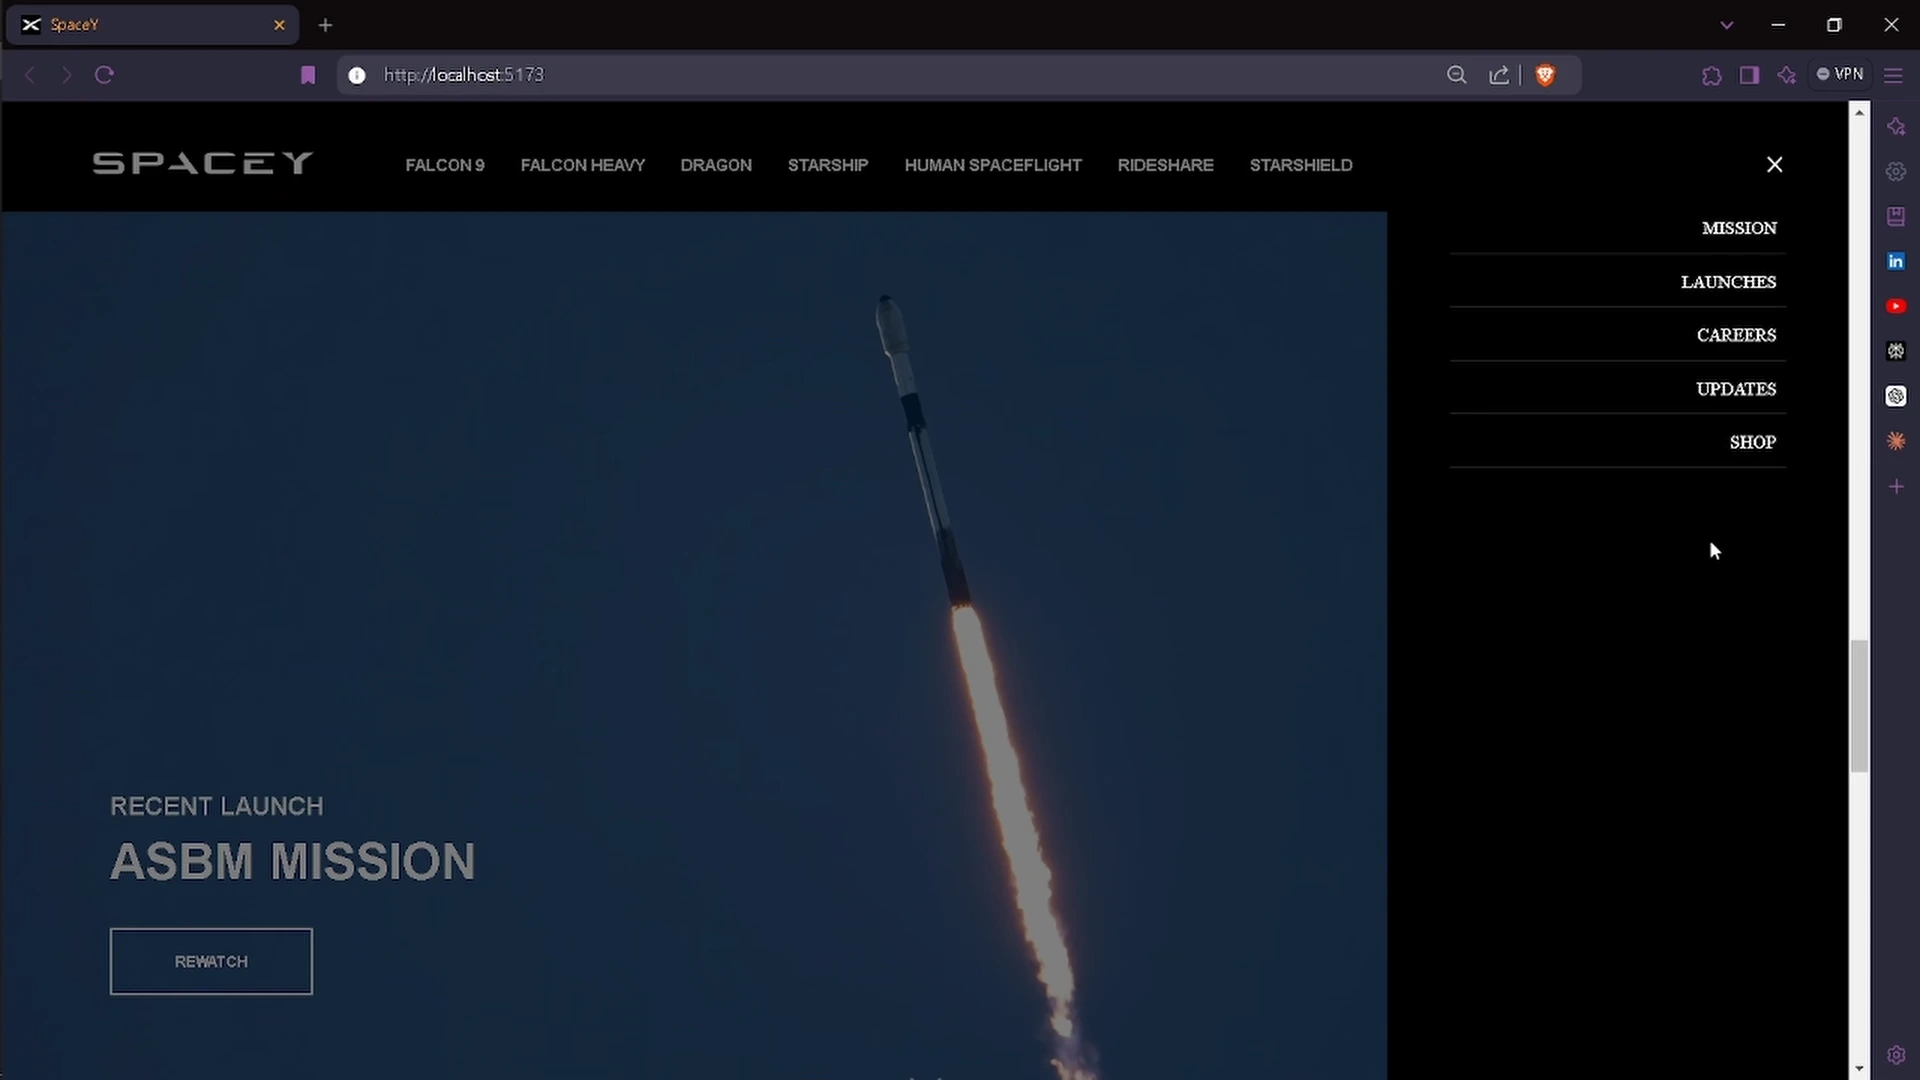 SpaceY
http://localhost:5173
VPN
SPACEY
FALCON 9 FALCON HEAVY DRAGON STARSHIP HUMAN SPACEFLIGHT RIDESHARE STARSHIELD
MISSION
LAUNCHES
CAREERS
UPDATES
SHOP
RECENT LAUNCH
ASBM MISSION
REWATCH